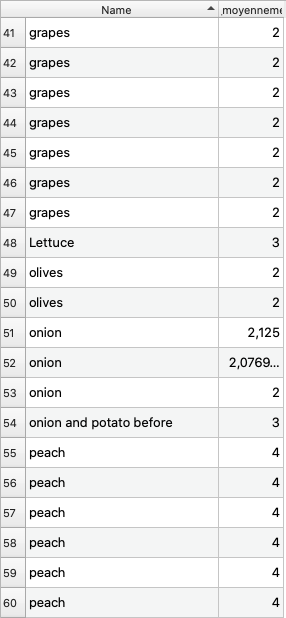 Name moyenneme
41 grapes 2
42 grapes 2
43 grapes 2
44 grapes 2
45 grapes 2
46 grapes 2
47 grapes 2
48 Lettuce 3
49 olives 2
50 olives 2
51 onion 2,125
52 onion 2,0769...
53 onion 2
54 onion and potato before 3
55 peach 4
56 peach 4
57 peach 4
58 peach 4
59 peach 4
60 peach 4